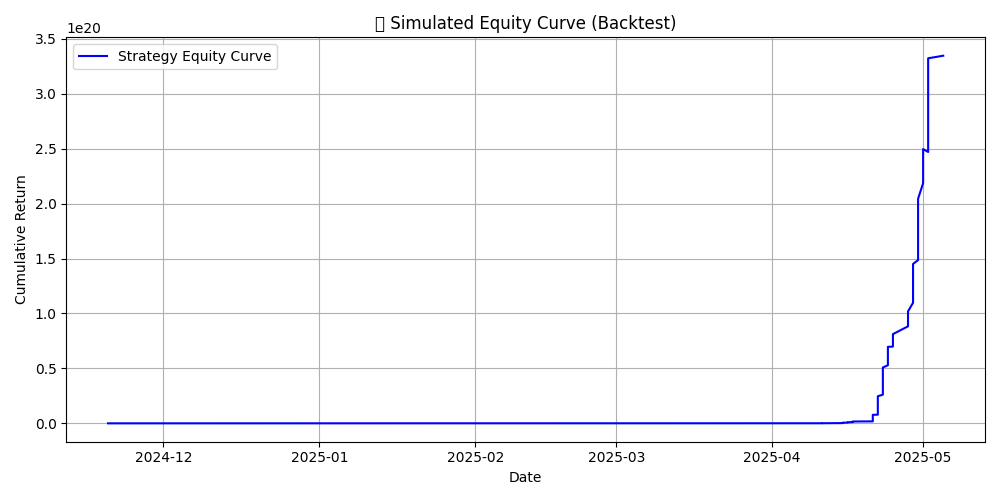 Simulated Equity Curve (Backtest)
1e20
Strategy Equity Curve
3.5
3.0
2.5
2.0
1.5
1.0
0.5
0.0
Cumulative Return
2024-12 2025-01 2025-02 2025-03 2025-04 2025-05
Date